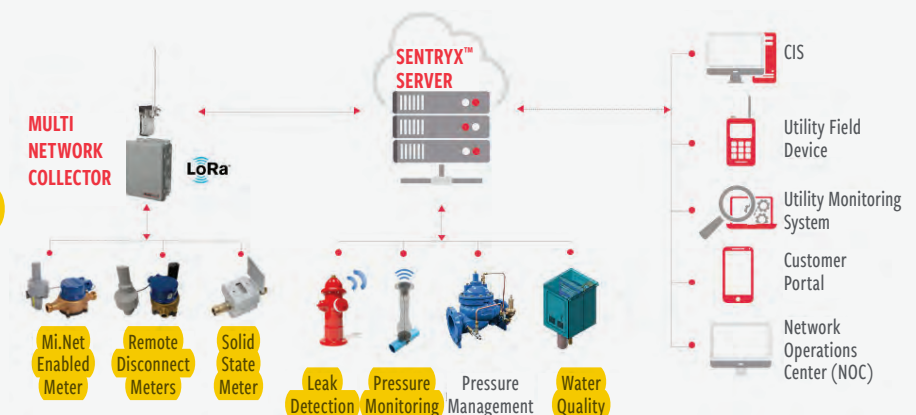 SENTRYX™
SERVER
MULTI
NETWORK
COLLECTOR
LoRa
CIS
Utility Field
Device
Utility Monitoring
System
Customer
Portal
Network
Operations
Center (NOC)
Mi.Net
Enabled
Meter
Remote
Disconnect
Meters
Solid
State
Meter
Leak
Detection
Pressure
Monitoring
Pressure
Management
Water
Quality